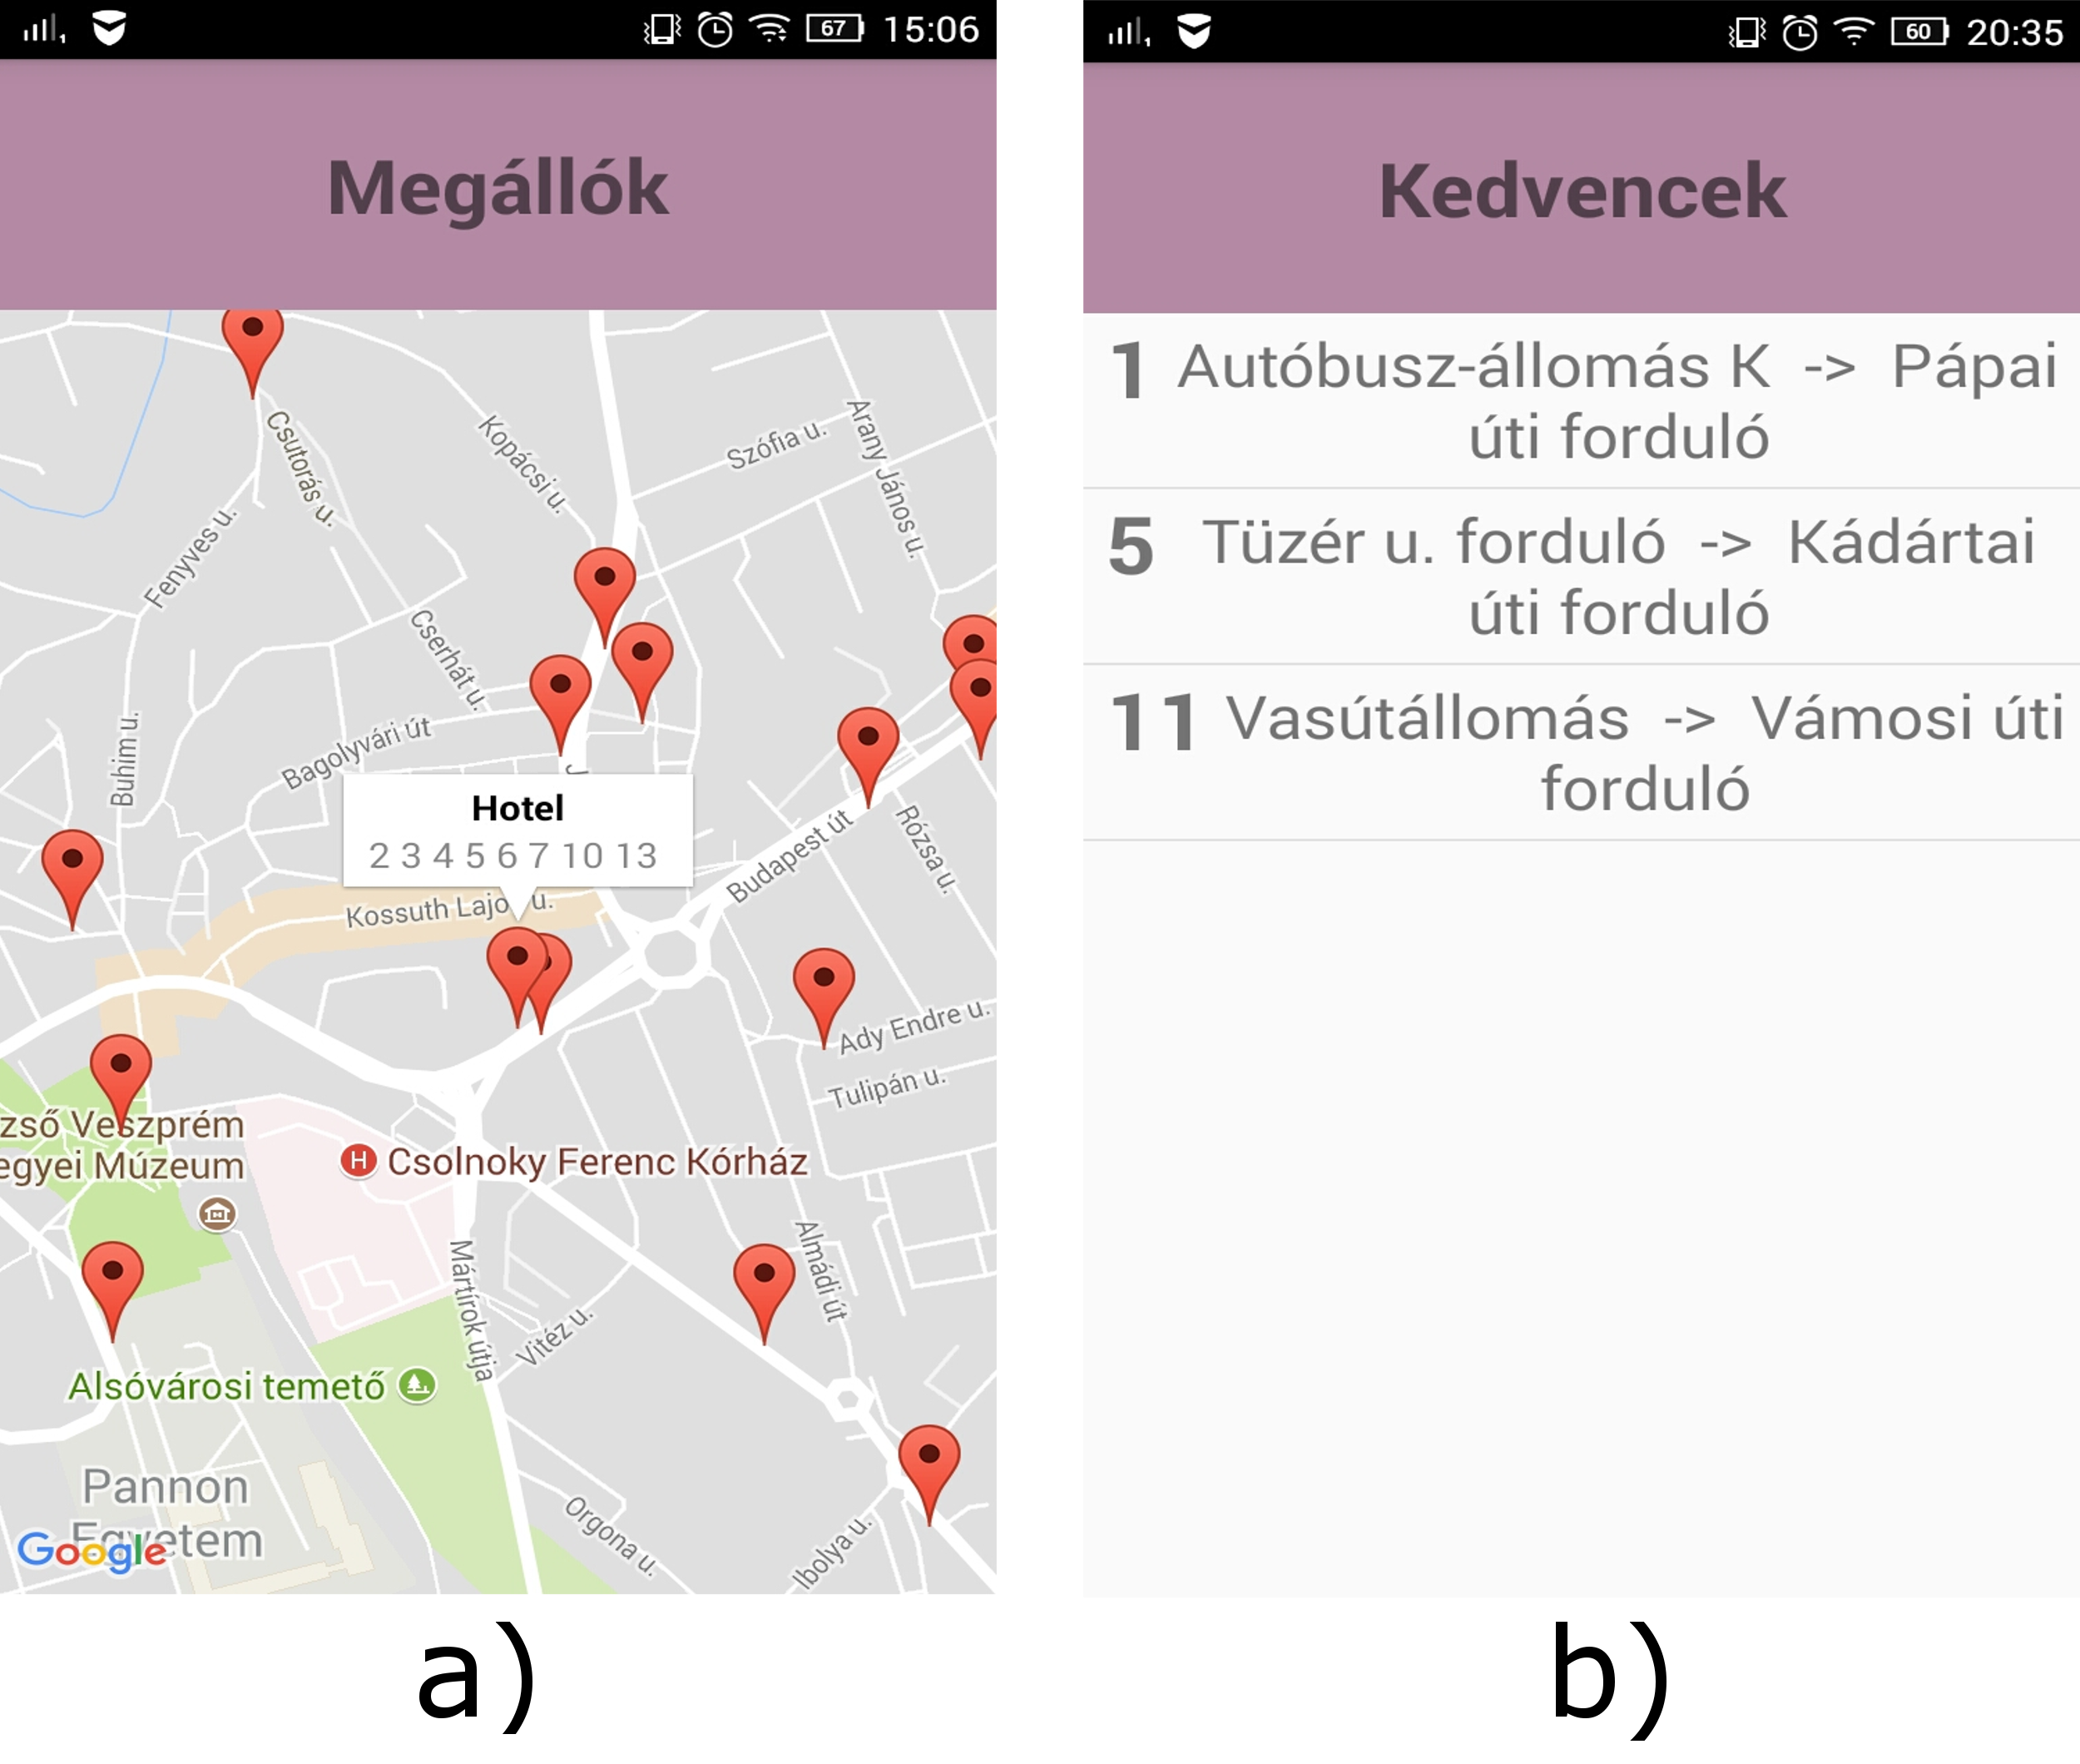 67 15:06
Megállók
Csutorás u.
Kopácsi u.
Szófia u.
Arany János u.
Fenyves u.
Cserhát u.
Buhim u.
Bagolyvári út
Hotel
2 3 4 5 6 7 10 13
Kossuth Lajo u.
Budapest út
Rózsa u.
Ady Endre u.
Tulipán u.
zső Veszprém
egyei Múzeum
H Csolnoky Ferenc Kórház
Almádi út
Mártírok útja
Vitéz u.
Alsóvárosi temető
Pannon
Egyetem
Google
Orgona u.
Ibolya u.
a)
60 20:35
Kedvencek
1 Autóbusz-állomás K -> Pápai
úti forduló
5 Tüzér u. forduló -> Kádártai
úti forduló
11 Vasútállomás -> Vámosi úti
forduló
b)